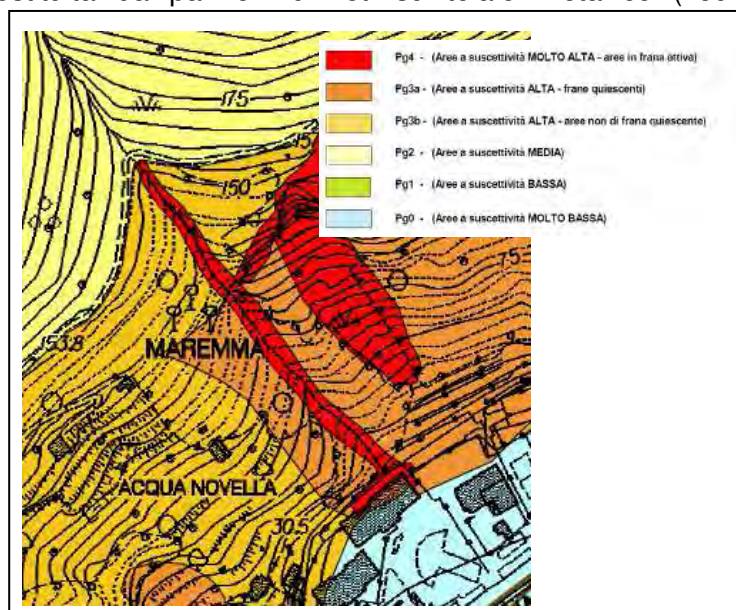 Pg4 - (Aree a suscettività MOLTO ALTA - aree in frana attiva)
Pg3a - (Aree a suscettività ALTA - frane quiescenti)
Pg3b - (Aree a suscettività ALTA - aree non di frana quiescente)
Pg2 - (Aree a suscettività MEDIA)
Pg1 - (Aree a suscettività BASSA)
Pg0 - (Aree a suscettività MOLTO BASSA)
175
150
75
153.8
MAREMMA
ACQUA NOVELLA
30.5